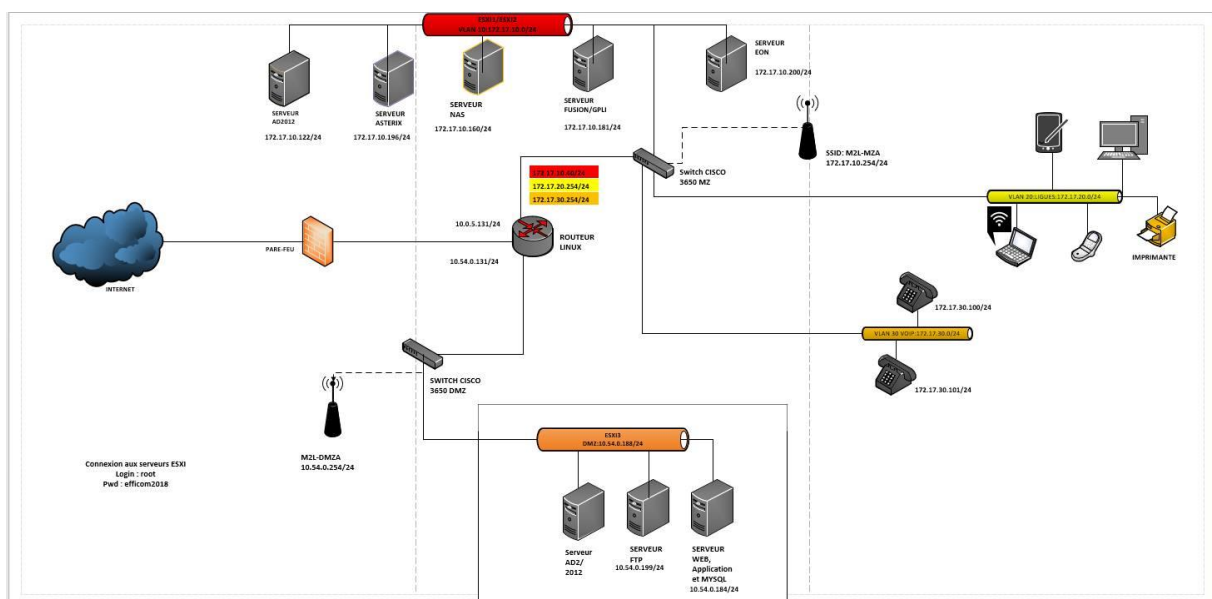 ESXI1/ESXI2
VLAN 10:172.17.10.0/24
SERVEUR
AD2012
172.17.10.122/24
SERVEUR
ASTERIX
172.17.10.196/24
SERVEUR
NAS
172.17.10.160/24
SERVEUR
FUSION/GPLI
172.17.10.181/24
SERVEUR
EON
172.17.10.200/24
SSID: M2L-MZA
172.17.10.254/24
Switch CISCO
3650 MZ
172.17.20.254/24
172.17.30.254/24
VLAN 20:LIGUES:172.17.20.0/24
IMPRIMANTE
INTERNET
PARE-FEU
10.0.5.131/24
10.54.0.131/24
ROUTEUR
LINUX
172.17.30.100/24
VLAN 30 VOIP:172.17.30.0/24
172.17.30.101/24
SWITCH CISCO
3650 DMZ
M2L-DMZA
10.54.0.254/24
Connexion aux serveurs ESXI
Login : root
Pwd : efficom2018
ESXI3
DMZ:10.54.0.188/24
Serveur
AD2/
2012
SERVEUR
FTP
10.54.0.199/24
SERVEUR
WEB,
Application
et MYSQL
10.54.0.184/24